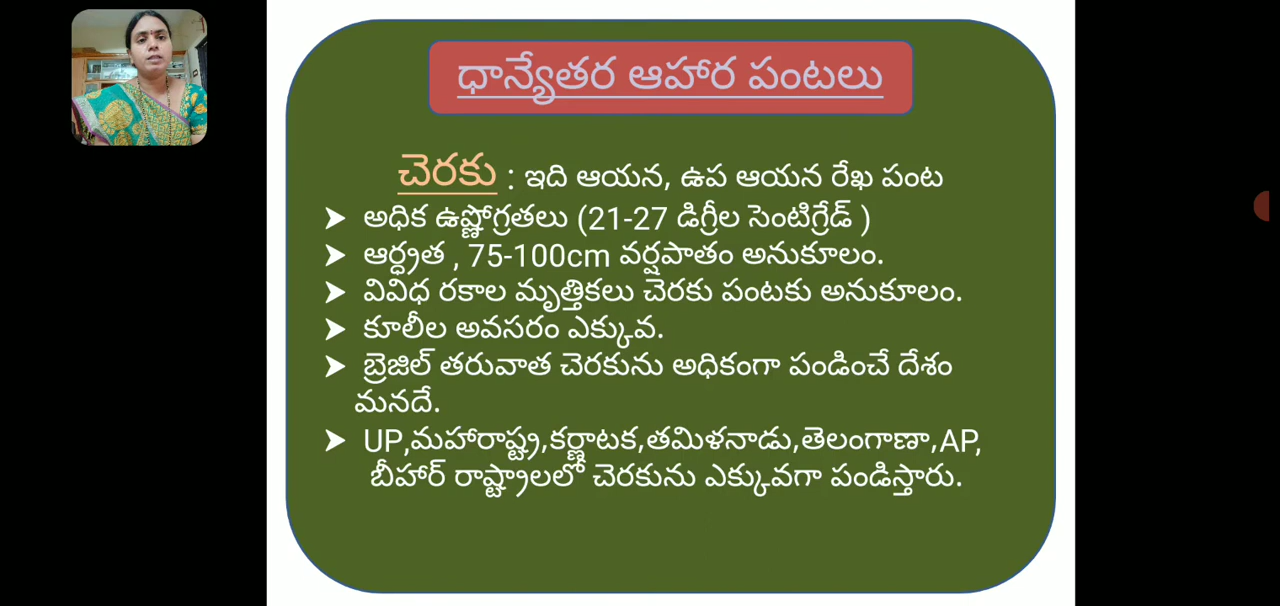 ధాన్యేతర ఆహార పంటలు
చెరకు : ఇది ఆయన, ఉప ఆయన రేఖ పంట
➤ అధిక ఉష్ణోగ్రతలు (21-27 డిగ్రీల సెంటిగ్రేడ్ )
➤ ఆర్ధ్రత , 75-100cm వర్షపాతం అనుకూలం.
➤ వివిధ రకాల మృత్తికలు చెరకు పంటకు అనుకూలం.
➤ కూలీల అవసరం ఎక్కువ.
➤ బ్రెజిల్ తరువాత చెరకును అధికంగా పండించే దేశం
మనదే.
➤ UP,మహారాష్ట్ర,కర్ణాటక,తమిళనాడు,తెలంగాణా,AP,
బీహార్ రాష్ట్రాలలో చెరకును ఎక్కువగా పండిస్తారు.